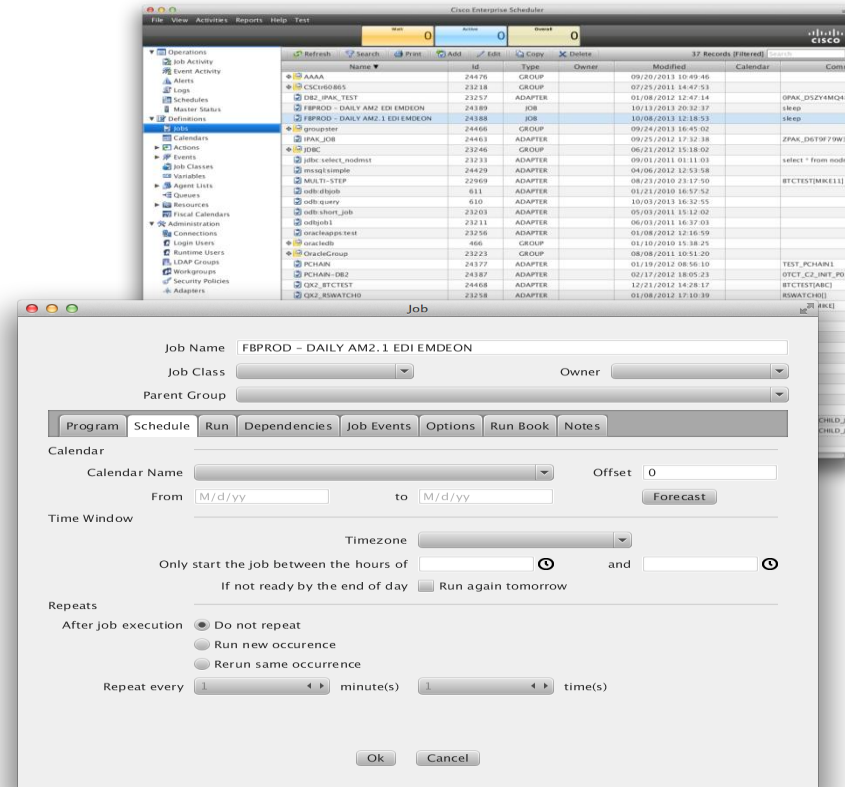 Cisco Enterprise Scheduler
File View Activities Reports Help Test
Wait 0 Active 0 Overall 0
CISCO
Operations
Job Activity
Event Activity
Alerts
Logs
Schedules
Master Status
Definitions
Jobs
Calendars
Actions
Events
Job Classes
Variables
Agent Lists
Queues
Resources
Fiscal Calendars
Administration
Connections
Login Users
Runtime Users
LDAP Groups
Workgroups
Security Policies
Adapters
Refresh Search Print Add Edit Copy Delete 37 Records [Filtered] Search
Name Id Type Owner Modified Calendar Com
AAAA 24476 GROUP 09/20/2013 10:49:46
CSCtr60865 23218 GROUP 07/25/2011 14:47:53
DB2_IPAK_TEST 23257 ADAPTER 01/08/2012 12:47:14
FBPROD - DAILY AM2 EDI EMDEON 24389 JOB 10/13/2013 20:32:37 sleep
FBPROD - DAILY AM2.1 EDI EMDEON 24388 JOB 10/08/2013 12:18:53 sleep
groupster 24466 GROUP 09/24/2013 16:45:02
IPAK_JOB 24463 ADAPTER 09/25/2012 17:32:38
JDBC 23246 GROUP 06/21/2012 15:18:02
jdbc:select_nodmst 23233 ADAPTER 09/01/2011 01:11:03 select * from nod
mssql:simple 24429 ADAPTER 04/06/2012 12:53:58
MULTI-STEP 22969 ADAPTER 08/23/2010 23:17:50 BTCTEST[MIKE11]
odb:dbjob 611 ADAPTER 01/21/2010 16:57:52
odb:query 610 ADAPTER 10/03/2013 16:32:55
odb:short_job 23203 ADAPTER 05/03/2011 15:12:02
odbjob1 23211 ADAPTER 06/03/2011 16:37:03
oracleapps:test 23256 ADAPTER 01/08/2012 12:16:59
oracledb 466 GROUP 01/10/2010 15:38:25
OracleGroup 23223 GROUP 08/08/2011 10:51:20
PCHAIN 24377 ADAPTER 01/19/2012 08:56:10 TEST_PCHAIN1
PCHAIN-DB2 24387 ADAPTER 02/17/2012 18:05:23 OTCT_C2_INIT_P0
QX2_BTCTEST 24468 ADAPTER 12/21/2012 14:28:17 BTCTEST[ABC]
QX2_RSWATCH0 23258 ADAPTER 01/08/2012 17:10:39 RSWATCH0[]
MIKE]
CHILD_J
CHILD_J
Job
Job Name FBPROD - DAILY AM2.1 EDI EMDEON
Job Class Owner
Parent Group
Program Schedule Run Dependencies Job Events Options Run Book Notes
Calendar
Calendar Name Offset 0
From M/d/yy to M/d/yy Forecast
Time Window
Timezone
Only start the job between the hours of and
If not ready by the end of day Run again tomorrow
Repeats
After job execution Do not repeat
Run new occurence
Rerun same occurrence
Repeat every 1 minute(s) 1 time(s)
Ok Cancel